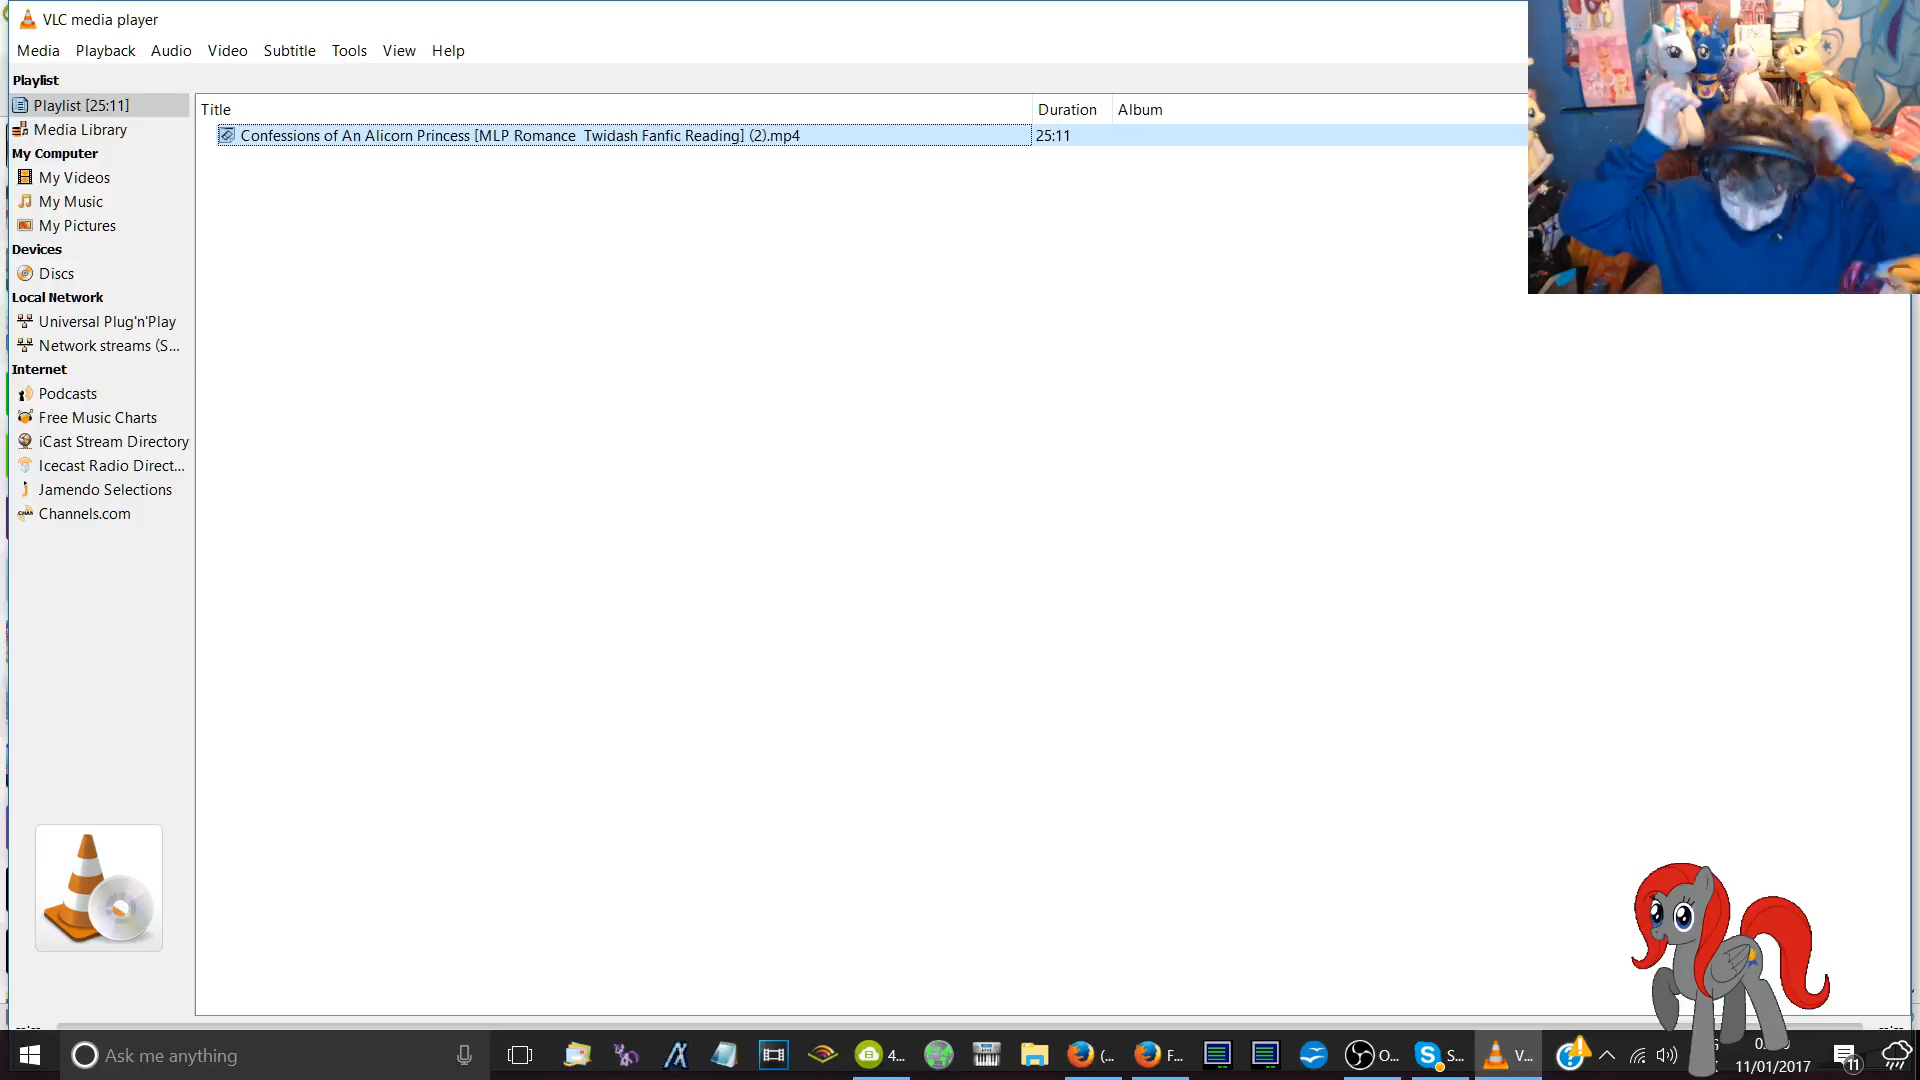 VLC media player
Media Playback Audio Video Subtitle Tools View Help
Playlist
Playlist [25:11]
Media Library
My Computer
My Videos
My Music
My Pictures
Devices
Discs
Local Network
Universal Plug'n'Play
Network streams (S...
Internet
Podcasts
Free Music Charts
iCast Stream Directory
Icecast Radio Direct...
Jamendo Selections
Channels.com
Title Duration Album
Confessions of An Alicorn Princess [MLP Romance Twidash Fanfic Reading] (2).mp4 25:11
Ask me anything
4...
(...
F...
O...
S...
V...
11/01/2017
11